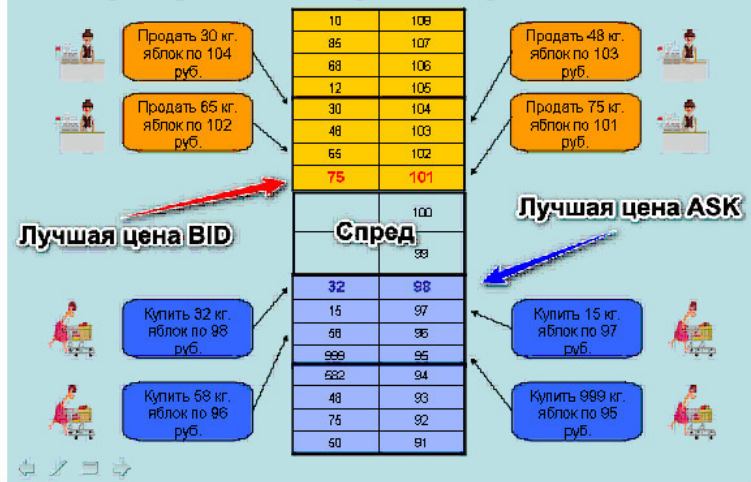 Продать 30 кг.
яблок по 104
руб.
Продать 65 кг.
яблок по 102
руб.
10 108
85 107
68 106
12 105
30 104
48 103
65 102
75 101
100
99
32 98
15 97
58 96
999 95
582 94
48 93
75 92
50 91
Продать 48 кг.
яблок по 103
руб.
Продать 75 кг.
яблок по 101
руб.
Лучшая цена BID
Спред
Лучшая цена ASK
Купить 32 кг.
яблок по 98
руб.
Купить 58 кг.
яблок по 96
руб.
Купить 15 кг.
яблок по 97
руб.
Купить 999 кг.
яблок по 95
руб.